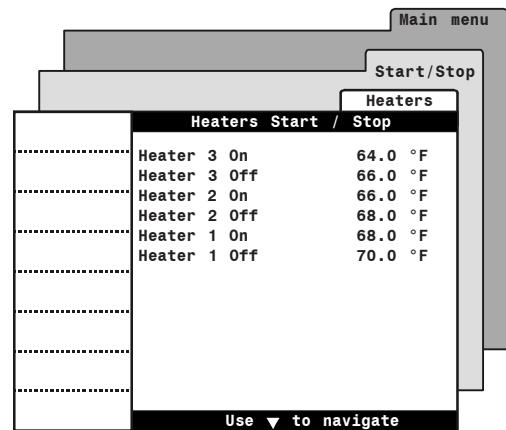 Main menu
Start/Stop
Heaters
Heaters Start / Stop
Heater 3 On 64.0 °F
Heater 3 Off 66.0 °F
Heater 2 On 66.0 °F
Heater 2 Off 68.0 °F
Heater 1 On 68.0 °F
Heater 1 Off 70.0 °F
Use ▼ to navigate